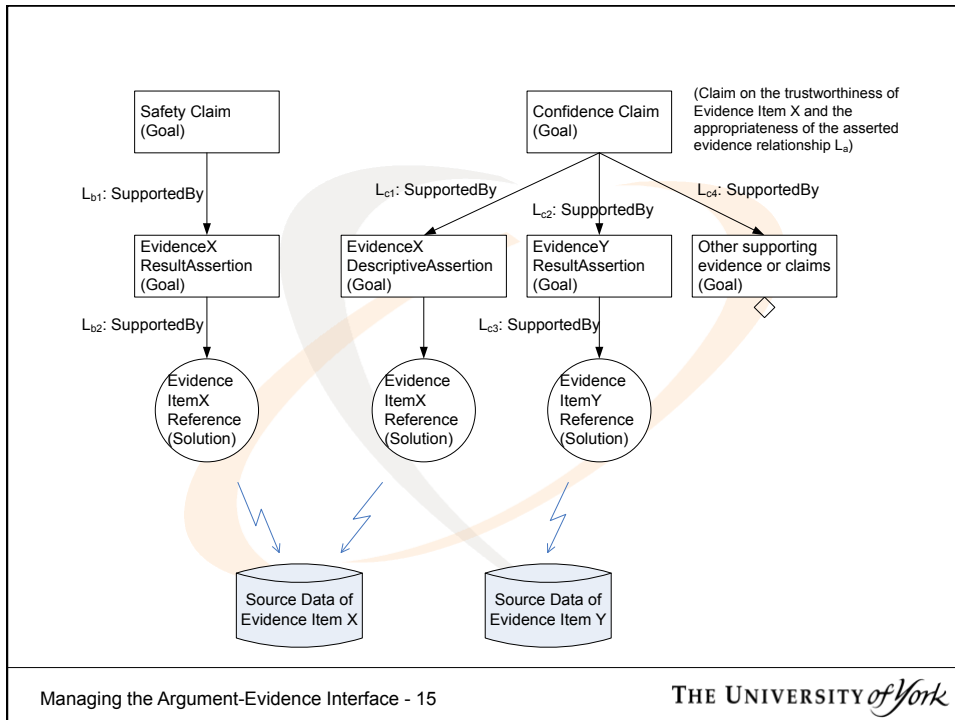 Safety Claim
(Goal)
Confidence Claim
(Goal)
(Claim on the trustworthiness of
Evidence Item X and the
appropriateness of the asserted
evidence relationship La)
Lb1: SupportedBy
Lc1: SupportedBy
Lc2: SupportedBy
Lc4: SupportedBy
EvidenceX
ResultAssertion
(Goal)
EvidenceX
DescriptiveAssertion
(Goal)
EvidenceY
ResultAssertion
(Goal)
Other supporting
evidence or claims
(Goal)
Lb2: SupportedBy
Lc3: SupportedBy
Evidence
ItemX
Reference
(Solution)
Evidence
ItemX
Reference
(Solution)
Evidence
ItemY
Reference
(Solution)
Source Data of
Evidence Item X
Source Data of
Evidence Item Y
Managing the Argument-Evidence Interface - 15
THE UNIVERSITY of York